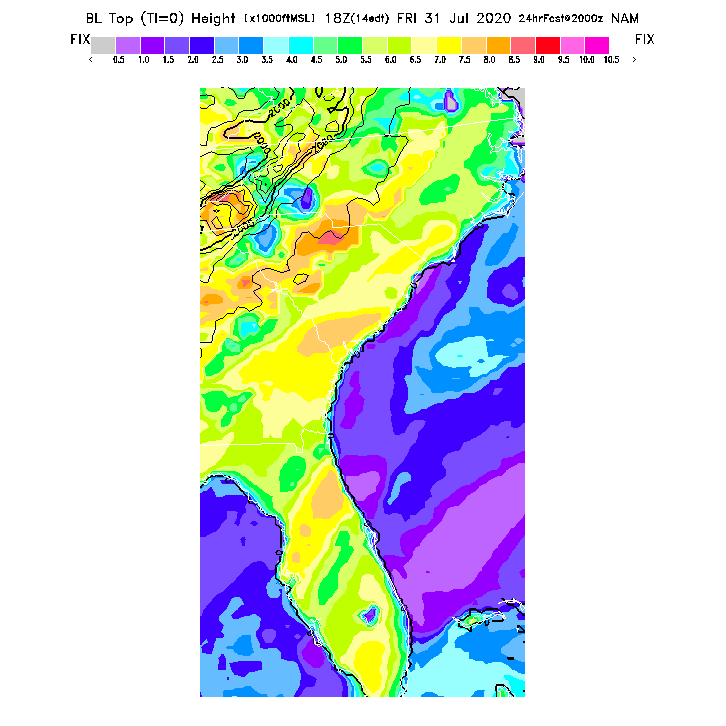 BL Top (TI=0) Height [x1000ftMSL] 18Z(14edt) FRI 31 Jul 2020 24hrFcst@2000z NAM
FIX FIX
0.5 1.0 1.5 2.0 2.5 3.0 3.5 4.0 4.5 5.0 5.5 6.0 6.5 7.0 7.5 8.0 8.5 9.0 9.5 10.0 10.5
< >
2000
2000
2000